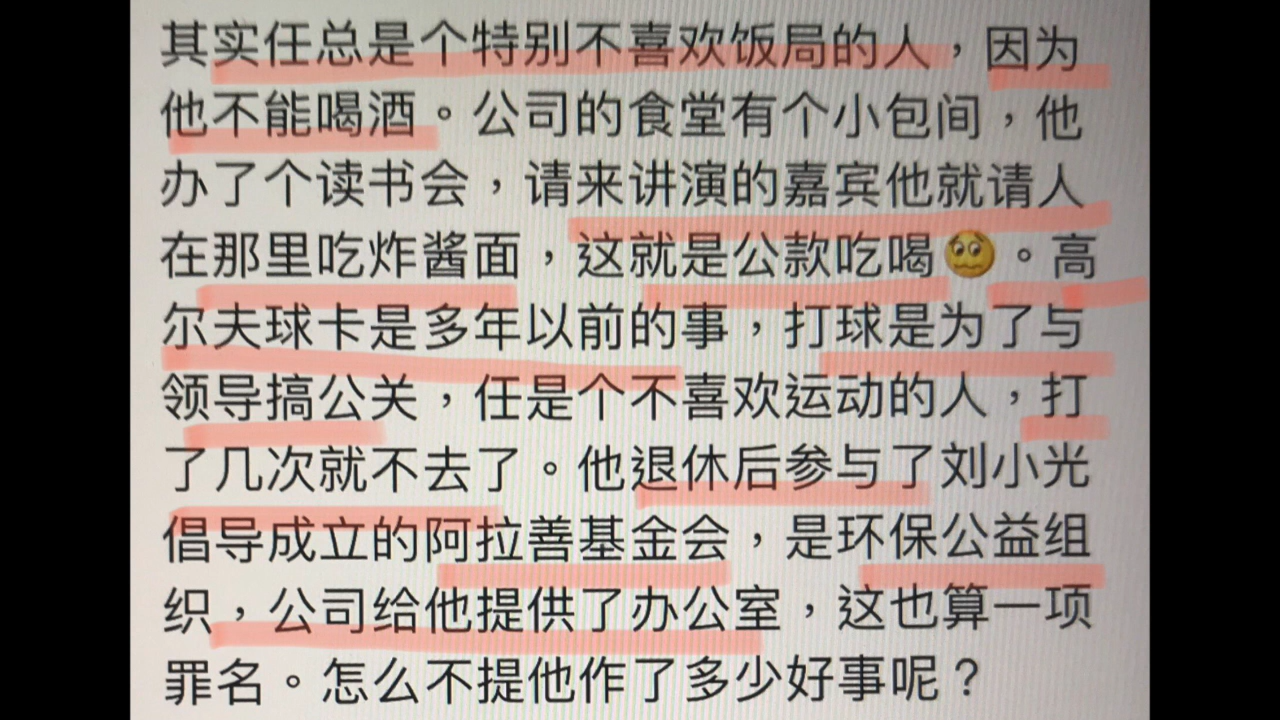 其实任总是个特别不喜欢饭局的人，因为
他不能喝酒。公司的食堂有个小包间，他
办了个读书会，请来讲演的嘉宾他就请人
在那里吃炸酱面，这就是公款吃喝🥴。高
尔夫球卡是多年以前的事，打球是为了与
领导搞公关，任是个不喜欢运动的人，打
了几次就不去了。他退休后参与了刘小光
倡导成立的阿拉善基金会，是环保公益组
织，公司给他提供了办公室，这也算一项
罪名。怎么不提他作了多少好事呢？